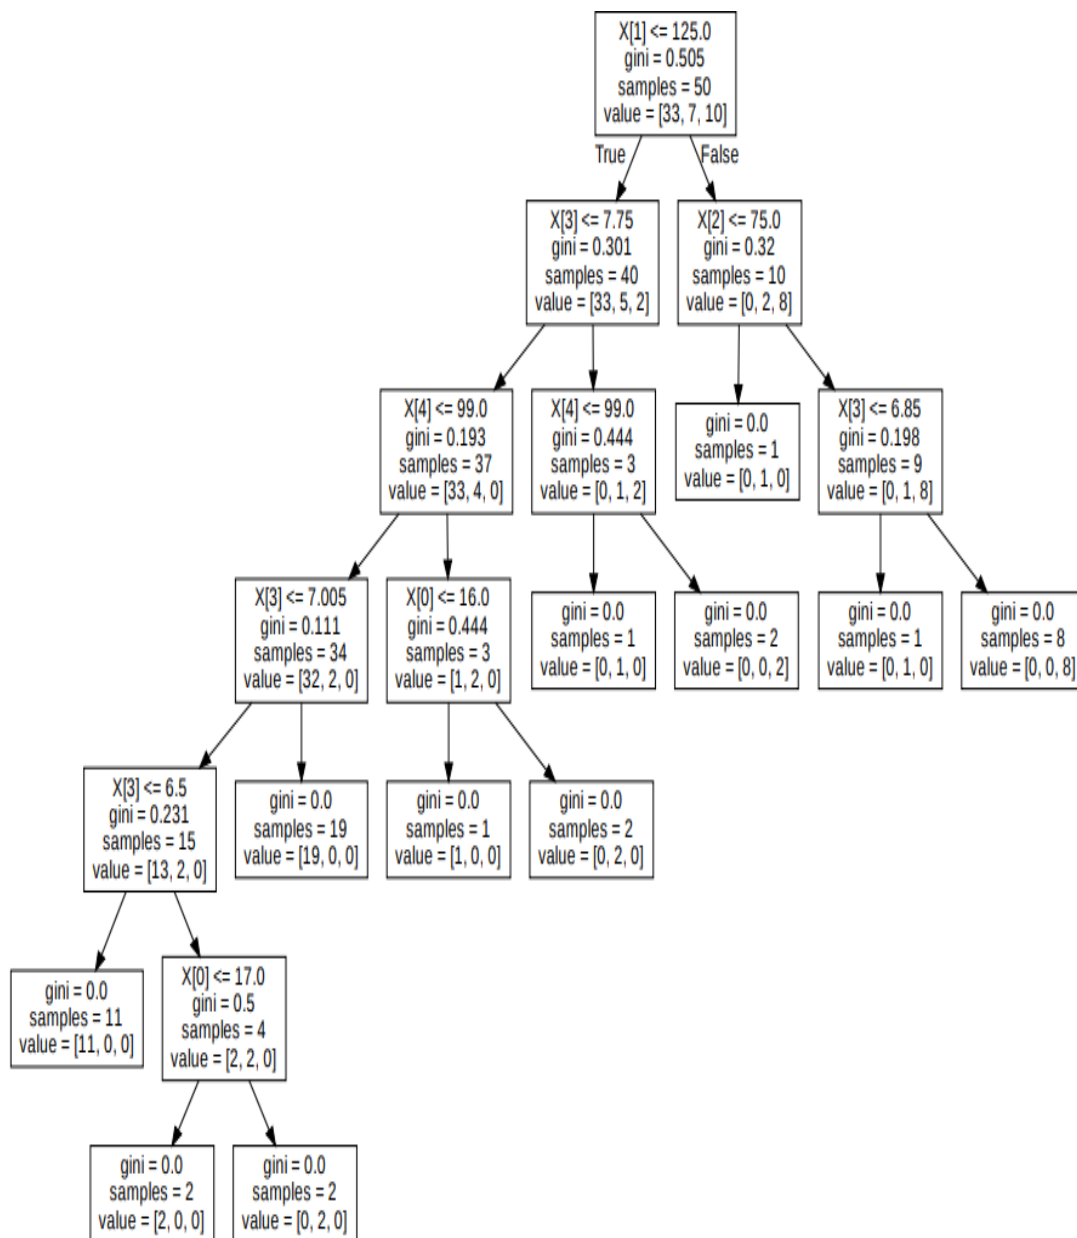 X[1] <= 125.0
gini = 0.505
samples = 50
value = [33, 7, 10]
True
False
X[3] <= 7.75
gini = 0.301
samples = 40
value = [33, 5, 2]
X[2] <= 75.0
gini = 0.32
samples = 10
value = [0, 2, 8]
X[4] <= 99.0
gini = 0.193
samples = 37
value = [33, 4, 0]
X[4] <= 99.0
gini = 0.444
samples = 3
value = [0, 1, 2]
gini = 0.0
samples = 1
value = [0, 1, 0]
X[3] <= 6.85
gini = 0.198
samples = 9
value = [0, 1, 8]
X[3] <= 7.005
gini = 0.111
samples = 34
value = [32, 2, 0]
X[0] <= 16.0
gini = 0.444
samples = 3
value = [1, 2, 0]
gini = 0.0
samples = 1
value = [0, 1, 0]
gini = 0.0
samples = 2
value = [0, 0, 2]
gini = 0.0
samples = 1
value = [0, 1, 0]
gini = 0.0
samples = 8
value = [0, 0, 8]
X[3] <= 6.5
gini = 0.231
samples = 15
value = [13, 2, 0]
gini = 0.0
samples = 19
value = [19, 0, 0]
gini = 0.0
samples = 1
value = [1, 0, 0]
gini = 0.0
samples = 2
value = [0, 2, 0]
gini = 0.0
samples = 11
value = [11, 0, 0]
X[0] <= 17.0
gini = 0.5
samples = 4
value = [2, 2, 0]
gini = 0.0
samples = 2
value = [2, 0, 0]
gini = 0.0
samples = 2
value = [0, 2, 0]